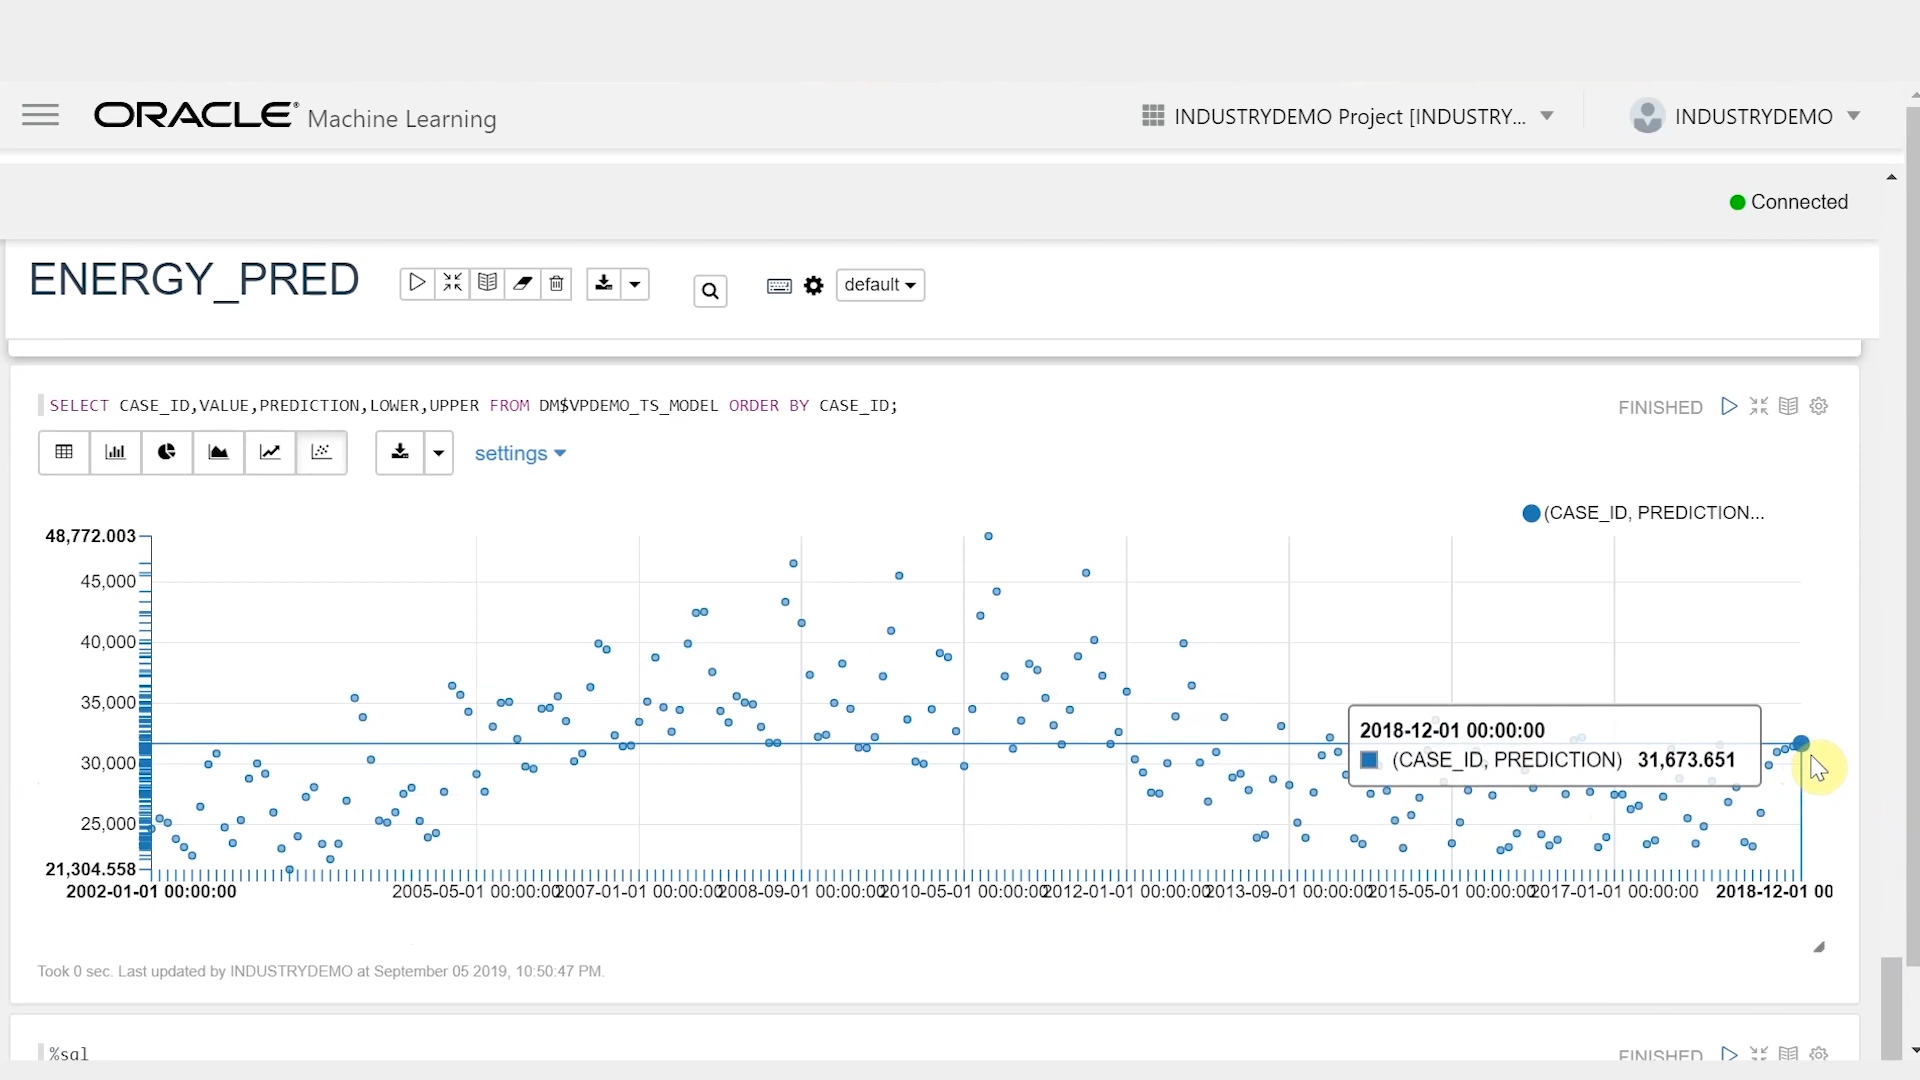 ORACLE® Machine Learning
INDUSTRYDEMO Project [INDUSTRY...
INDUSTRYDEMO
Connected
ENERGY_PRED
default
SELECT CASE_ID,VALUE,PREDICTION,LOWER,UPPER FROM DM$VPDEMO_TS_MODEL ORDER BY CASE_ID;
FINISHED
settings
(CASE_ID, PREDICTION...
48,772.003
45,000
40,000
35,000
30,000
25,000
21,304.558
2018-12-01 00:00:00
(CASE_ID, PREDICTION) 31,673.651
2002-01-01 00:00:00
2005-05-01 00:00:00
2007-01-01 00:00:00
2008-09-01 00:00:00
2010-05-01 00:00:00
2012-01-01 00:00:00
2013-09-01 00:00:00
2015-05-01 00:00:00
2017-01-01 00:00:00
2018-12-01 00
Took 0 sec. Last updated by INDUSTRYDEMO at September 05 2019, 10:50:47 PM.
%sql
FINISHED